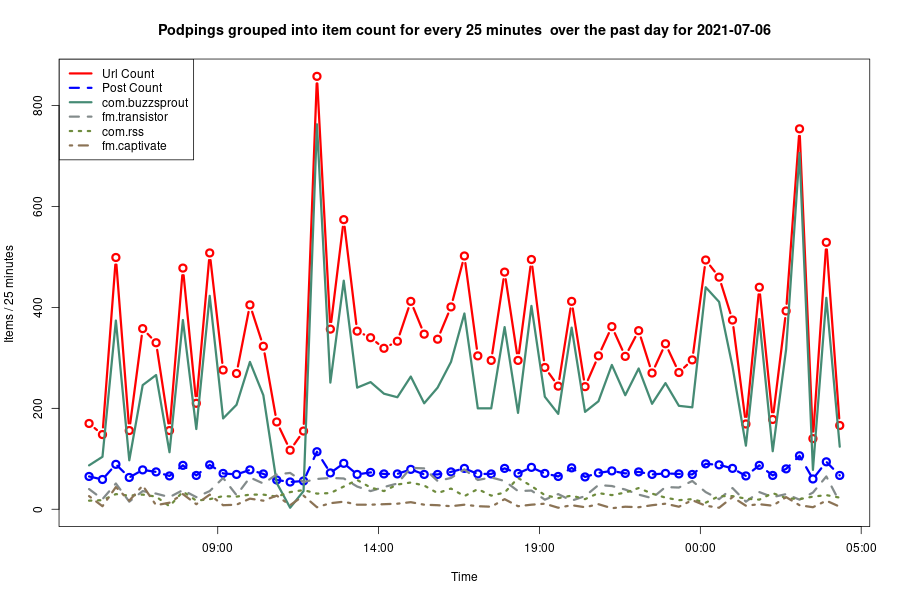 Podpings grouped into item count for every 25 minutes  over the past day for 2021-07-06
Url Count
Post Count
com.buzzsprout
fm.transistor
com.rss
fm.captivate
Items / 25 minutes
800
600
400
200
0
09:00 14:00 19:00 00:00 05:00
Time